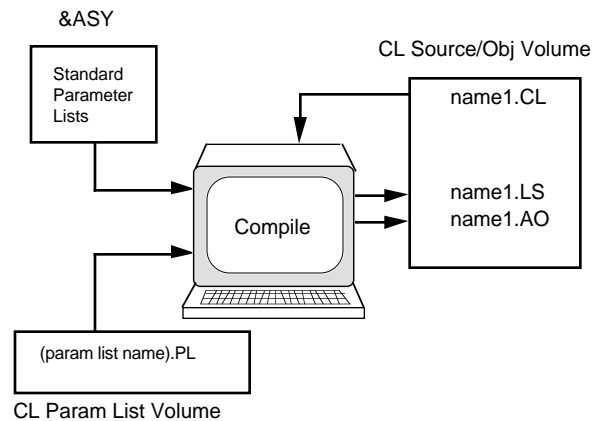 &ASY
Standard
Parameter
Lists
CL Source/Obj Volume
name1.CL
name1.LS
name1.AO
Compile
(param list name).PL
CL Param List Volume